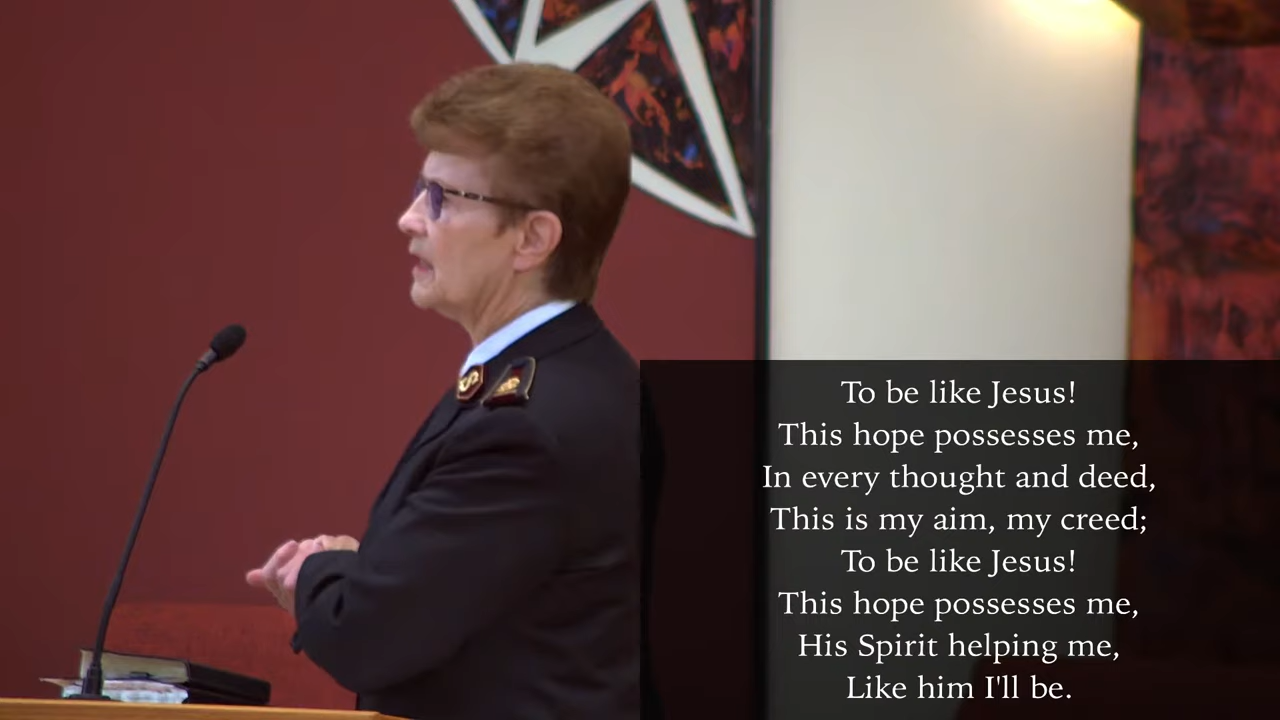 To be like Jesus!
This hope possesses me,
In every thought and deed,
This is my aim, my creed;
To be like Jesus!
This hope possesses me,
His Spirit helping me,
Like him I'll be.